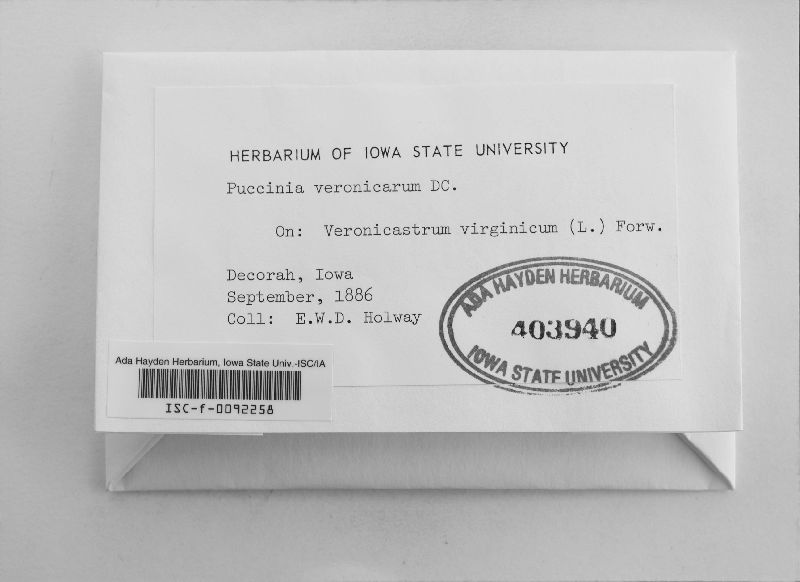 HERBARIUM OF IOWA STATE UNIVERSITY
Puccinia veronicarum DC.
On: Veronicastrum virginicum (L.) Forw.
Decorah, Iowa
September, 1886
Coll: E.W.D. Holway
ADA HAYDEN HERBARIUM
403940
IOWA STATE UNIVERSITY
Ada Hayden Herbarium, Iowa State Univ.-ISC/IA
ISC-f-0092258